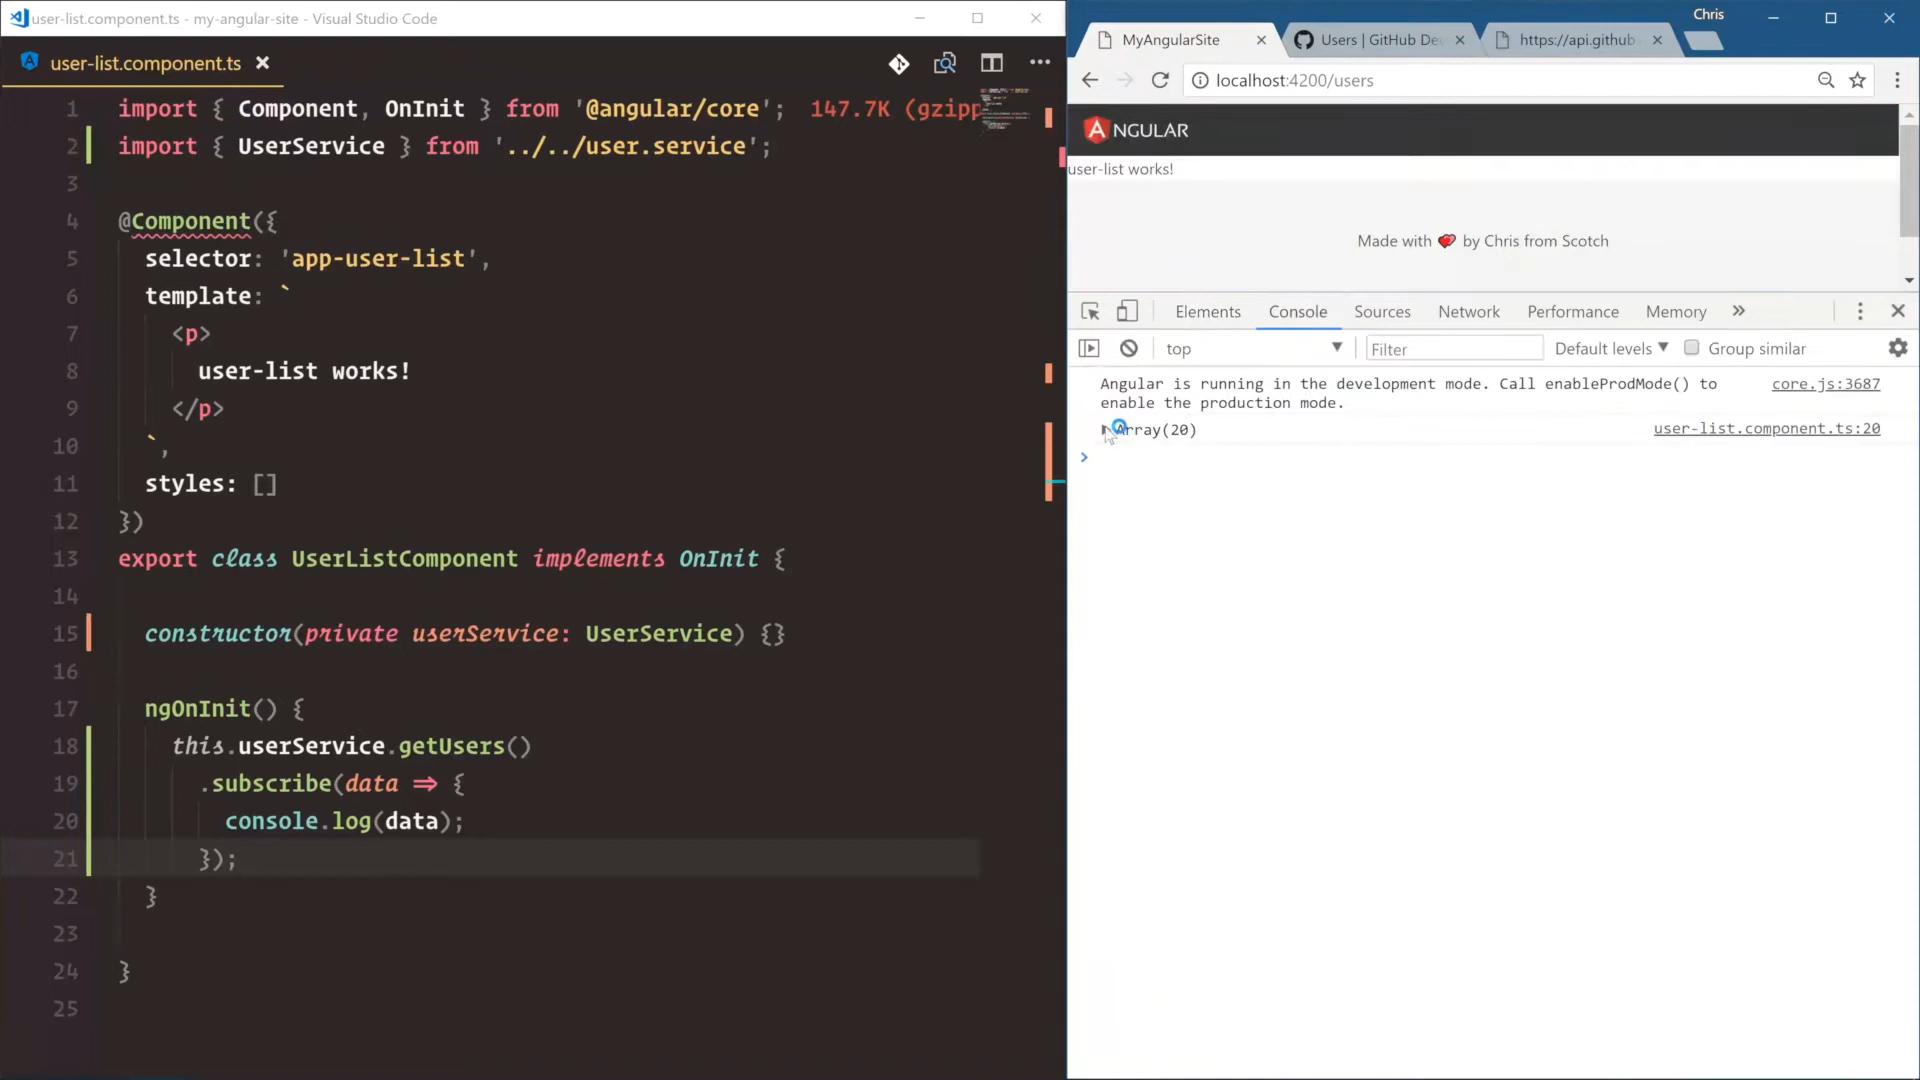 user-list.component.ts - my-angular-site - Visual Studio Code
user-list.component.ts
1 import { Component, OnInit } from '@angular/core'; 147.7K (gzipp
2 import { UserService } from '../../user.service';
3
4 @Component({
5 selector: 'app-user-list',
6 template: `
7 <p>
8 user-list works!
9 </p>
10 `,
11 styles: []
12 })
13 export class UserListComponent implements OnInit {
14
15 constructor(private userService: UserService) {}
16
17 ngOnInit() {
18 this.userService.getUsers()
19 .subscribe(data => {
20 console.log(data);
21 });
22 }
23
24 }
25
Chris
MyAngularSite
Users | GitHub De
https://api.github
localhost:4200/users
ANGULAR
user-list works!
Made with ❤ by Chris from Scotch
Elements Console Sources Network Performance Memory »
top Filter Default levels Group similar
Angular is running in the development mode. Call enableProdMode() to core.js:3687
enable the production mode.
Array(20) user-list.component.ts:20
>